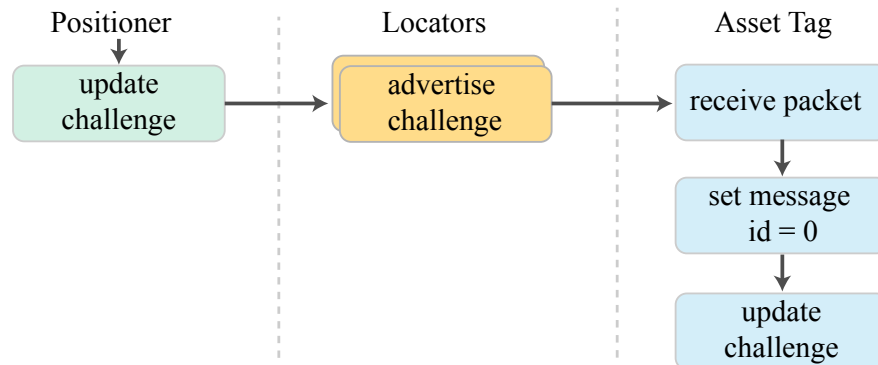 Positioner
Locators
Asset Tag
update
challenge
advertise
challenge
receive packet
set message
id = 0
update
challenge